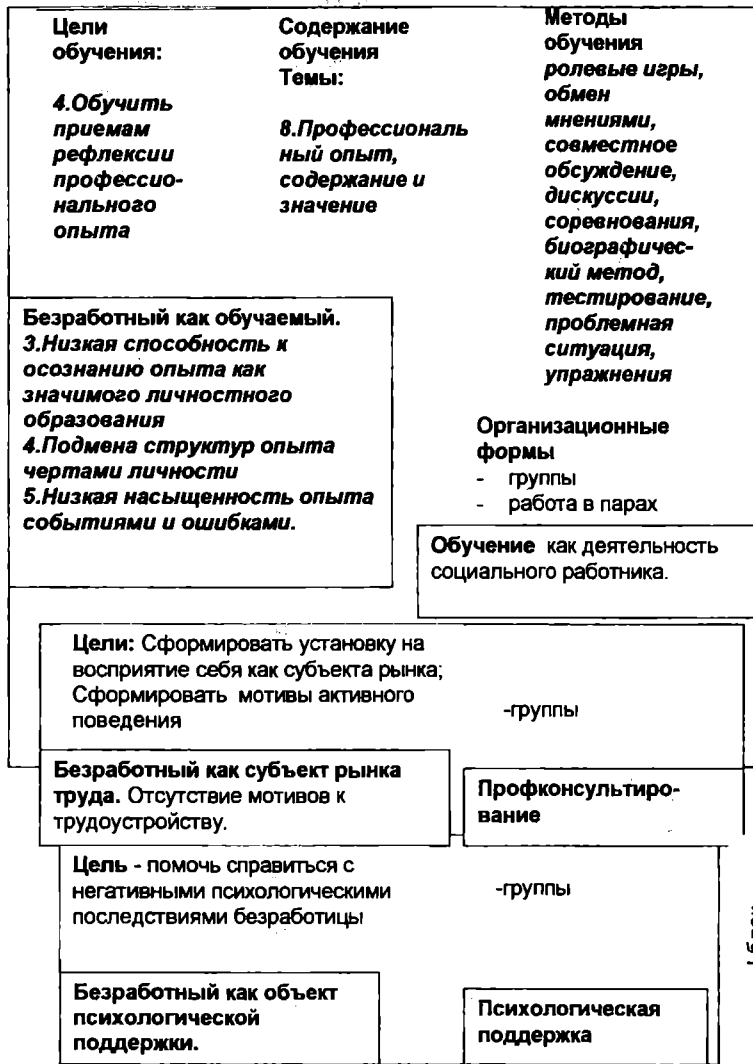 Цели
обучения:
4.Обучить
приемам
рефлексии
профессио-
нального
опыта
Содержание
обучения
Темы:
8.Профессиональ
ный опыт,
содержание и
значение
Методы
обучения
ролевые игры,
обмен
мнениями,
совместное
обсуждение,
дискуссии,
соревнования,
биографичес-
кий метод,
тестирование,
проблемная
ситуация,
упражнения
Безработный как обучаемый.
3.Низкая способность к
осознанию опыта как
значимого личностного
образования
4.Подмена структур опыта
чертами личности
5.Низкая насыщенность опыта
событиями и ошибками.
Организационные
формы
- группы
- работа в парах
Обучение как деятельность
социального работника.
Цели: Сформировать установку на
восприятие себя как субъекта рынка;
Сформировать мотивы активного
поведения
-группы
Безработный как субъект рынка
труда. Отсутствие мотивов к
трудоустройству.
Профконсультиро-
вание
Цель - помочь справиться с
негативными психологическими
последствиями безработицы
-группы
Безработный как объект
психологической
поддержки.
Психологическая
поддержка